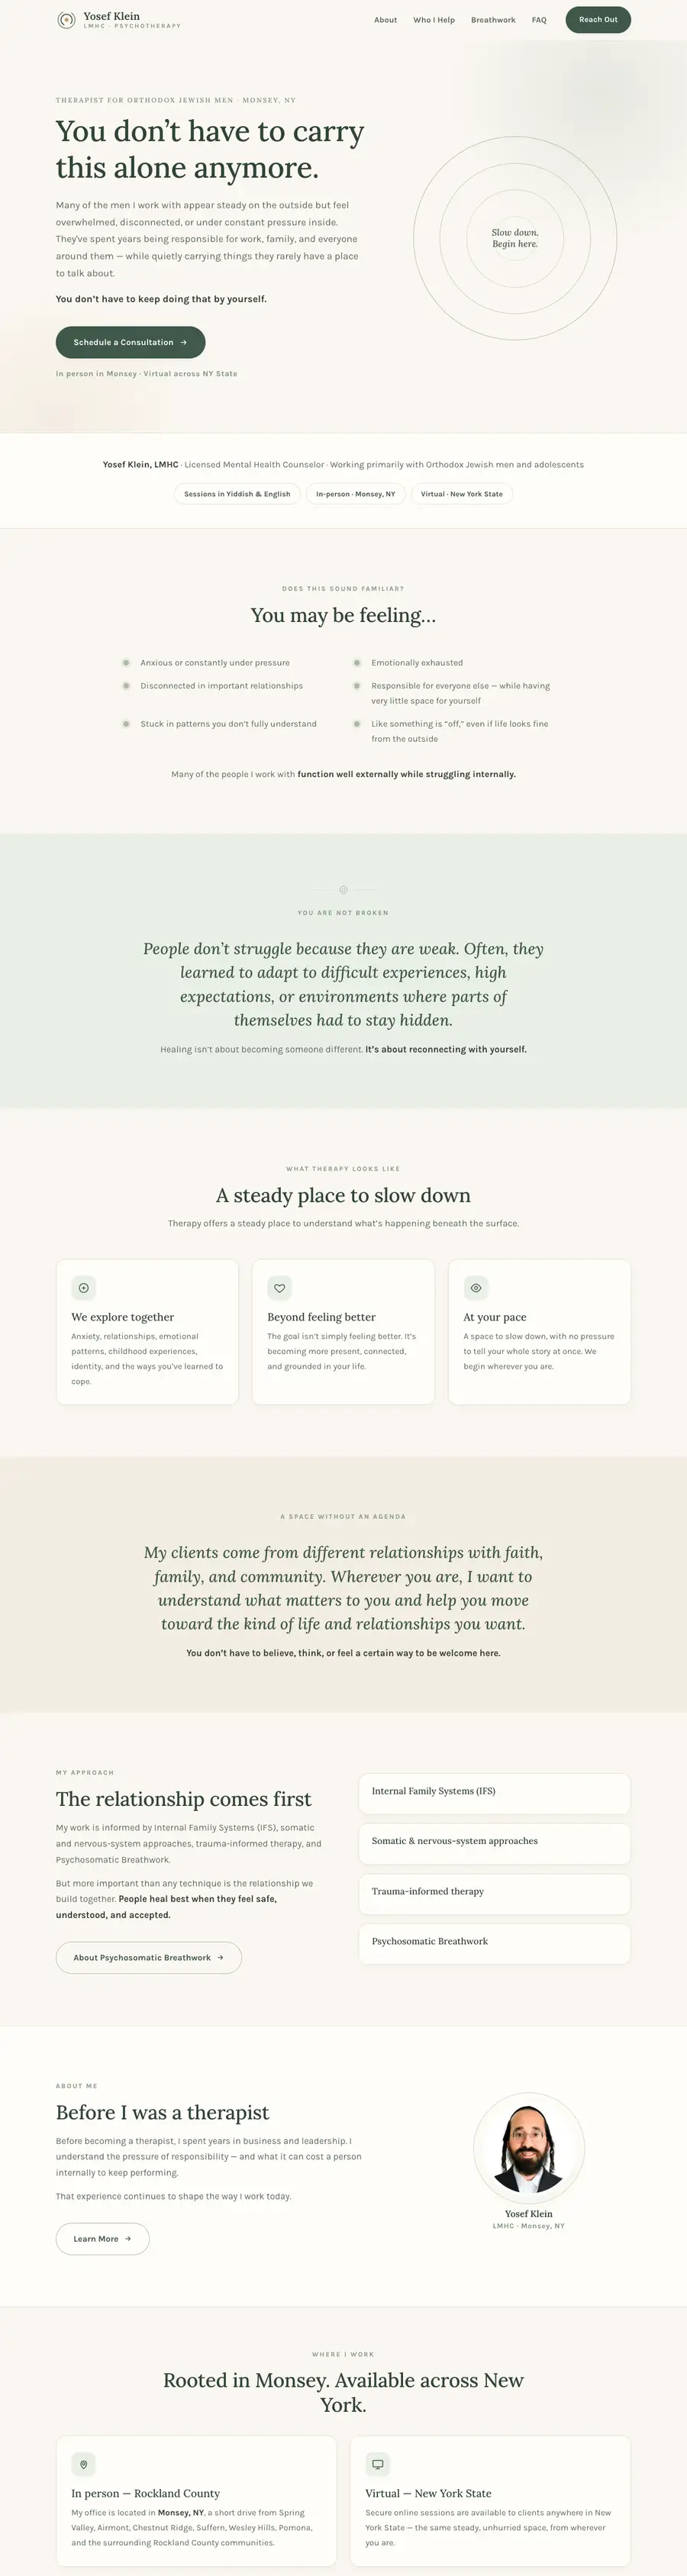 Yosef Klein
LMHC · PSYCHOTHERAPY
About
Who I Help
Breathwork
FAQ
Reach Out
THERAPIST FOR ORTHODOX JEWISH MEN · MONSEY, NY
You don’t have to carry
this alone anymore.
Many of the men I work with appear steady on the outside but feel
overwhelmed, disconnected, or under constant pressure inside.
They've spent years being responsible for work, family, and everyone
around them — while quietly carrying things they rarely have a place
to talk about.
You don’t have to keep doing that by yourself.
Schedule a Consultation →
In person in Monsey · Virtual across NY State
Slow down.
Begin here.
Yosef Klein, LMHC · Licensed Mental Health Counselor · Working primarily with Orthodox Jewish men and adolescents
Sessions in Yiddish & English
In-person · Monsey, NY
Virtual · New York State
DOES THIS SOUND FAMILIAR?
You may be feeling…
Anxious or constantly under pressure
Emotionally exhausted
Disconnected in important relationships
Responsible for everyone else — while having
very little space for yourself
Stuck in patterns you don’t fully understand
Like something is “off,” even if life looks fine
from the outside
Many of the people I work with function well externally while struggling internally.
YOU ARE NOT BROKEN
People don’t struggle because they are weak. Often, they
learned to adapt to difficult experiences, high
expectations, or environments where parts of
themselves had to stay hidden.
Healing isn’t about becoming someone different. It’s about reconnecting with yourself.
WHAT THERAPY LOOKS LIKE
A steady place to slow down
Therapy offers a steady place to understand what’s happening beneath the surface.
We explore together
Anxiety, relationships, emotional
patterns, childhood experiences,
identity, and the ways you’ve learned to
cope.
Beyond feeling better
The goal isn’t simply feeling better. It’s
becoming more present, connected,
and grounded in your life.
At your pace
A space to slow down, with no pressure
to tell your whole story at once. We
begin wherever you are.
A SPACE WITHOUT AN AGENDA
My clients come from different relationships with faith,
family, and community. Wherever you are, I want to
understand what matters to you and help you move
toward the kind of life and relationships you want.
You don’t have to believe, think, or feel a certain way to be welcome here.
MY APPROACH
The relationship comes first
My work is informed by Internal Family Systems (IFS), somatic
and nervous-system approaches, trauma-informed therapy, and
Psychosomatic Breathwork.
But more important than any technique is the relationship we
build together. People heal best when they feel safe,
understood, and accepted.
About Psychosomatic Breathwork →
Internal Family Systems (IFS)
Somatic & nervous-system approaches
Trauma-informed therapy
Psychosomatic Breathwork
ABOUT ME
Before I was a therapist
Before becoming a therapist, I spent years in business and leadership. I
understand the pressure of responsibility — and what it can cost a person
internally to keep performing.
That experience continues to shape the way I work today.
Learn More →
Yosef Klein
LMHC · Monsey, NY
WHERE I WORK
Rooted in Monsey. Available across New
York.
In person — Rockland County
My office is located in Monsey, NY, a short drive from Spring
Valley, Airmont, Chestnut Ridge, Suffern, Wesley Hills, Pomona,
and the surrounding Rockland County communities.
Virtual — New York State
Secure online sessions are available to clients anywhere in New
York State — the same steady, unhurried space, from wherever
you are.